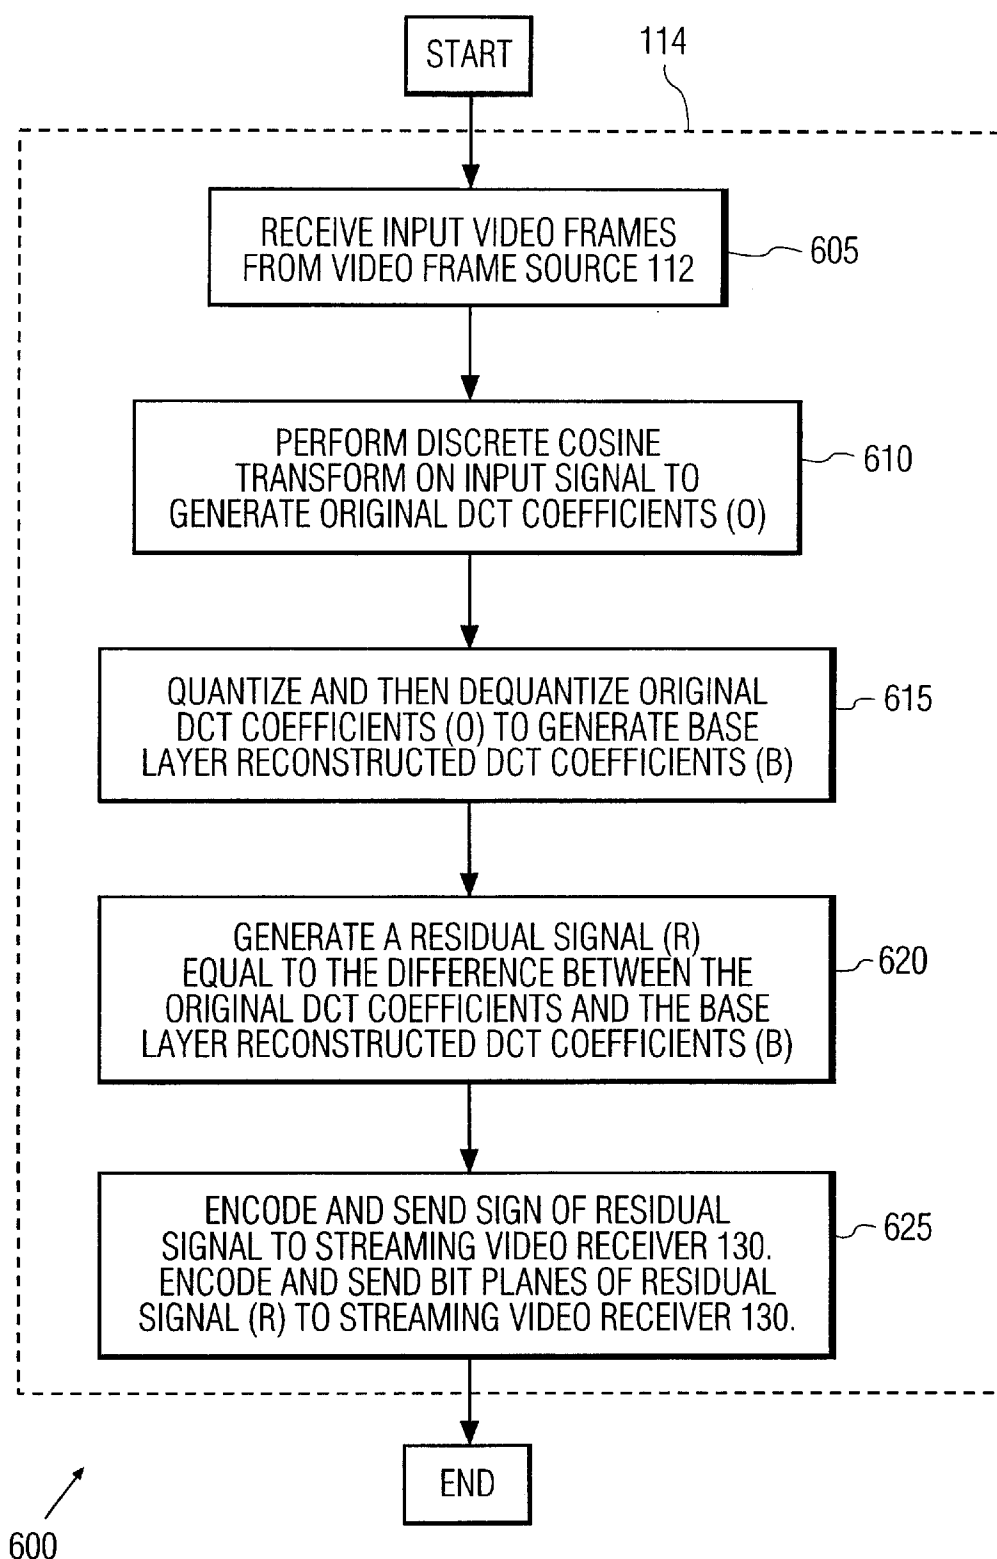 START
114
RECEIVE INPUT VIDEO FRAMES
FROM VIDEO FRAME SOURCE 112
605
PERFORM DISCRETE COSINE
TRANSFORM ON INPUT SIGNAL TO
GENERATE ORIGINAL DCT COEFFICIENTS (O)
610
QUANTIZE AND THEN DEQUANTIZE ORIGINAL
DCT COEFFICIENTS (O) TO GENERATE BASE
LAYER RECONSTRUCTED DCT COEFFICIENTS (B)
615
GENERATE A RESIDUAL SIGNAL (R)
EQUAL TO THE DIFFERENCE BETWEEN THE
ORIGINAL DCT COEFFICIENTS AND THE BASE
LAYER RECONSTRUCTED DCT COEFFICIENTS (B)
620
ENCODE AND SEND SIGN OF RESIDUAL
SIGNAL TO STREAMING VIDEO RECEIVER 130.
ENCODE AND SEND BIT PLANES OF RESIDUAL
SIGNAL (R) TO STREAMING VIDEO RECEIVER 130.
625
END
600